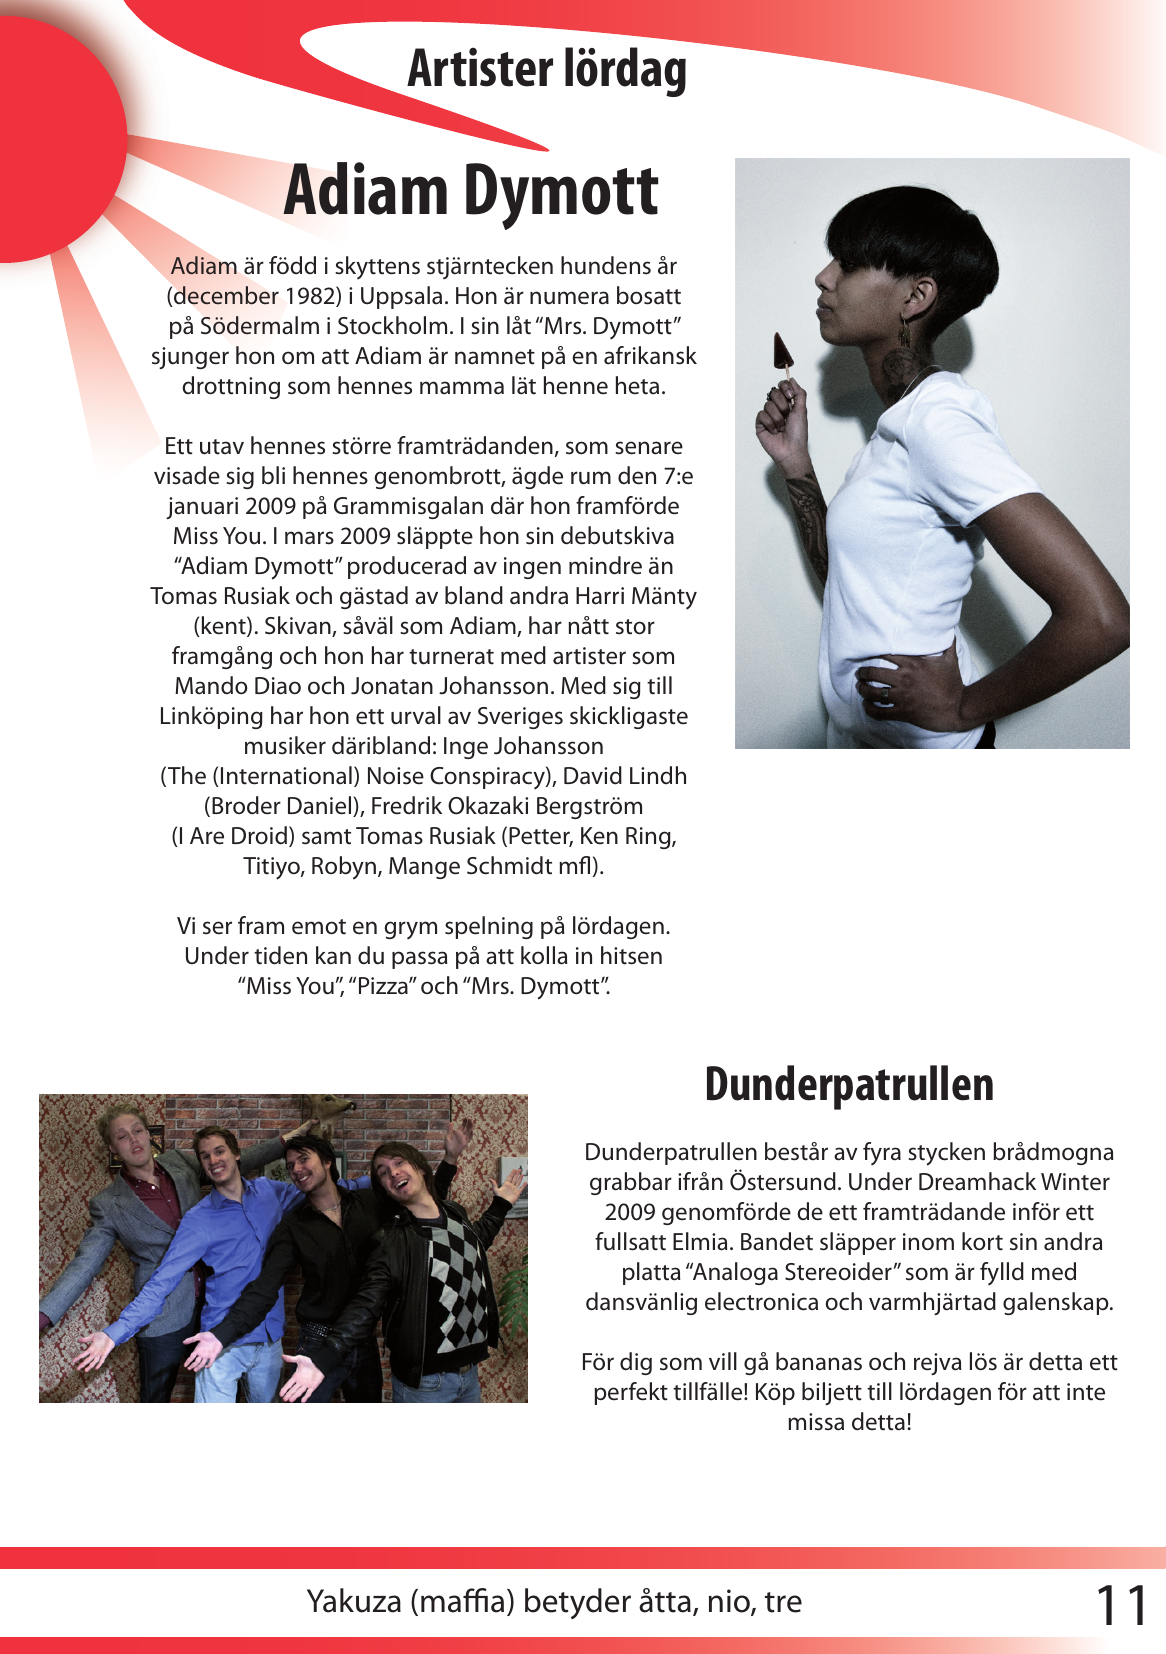 Artister lördag
Adiam Dymott
Adiam är född i skyttens stjärntecken hundens år
(december 1982) i Uppsala. Hon är numera bosatt
på Södermalm i Stockholm. I sin låt “Mrs. Dymott”
sjunger hon om att Adiam är namnet på en afrikansk
drottning som hennes mamma lät henne heta.
Ett utav hennes större framträdanden, som senare
visade sig bli hennes genombrott, ägde rum den 7:e
januari 2009 på Grammisgalan där hon framförde
Miss You. I mars 2009 släppte hon sin debutskiva
“Adiam Dymott” producerad av ingen mindre än
Tomas Rusiak och gästad av bland andra Harri Mänty
(kent). Skivan, såväl som Adiam, har nått stor
framgång och hon har turnerat med artister som
Mando Diao och Jonatan Johansson. Med sig till
Linköping har hon ett urval av Sveriges skickligaste
musiker däribland: Inge Johansson
(The (International) Noise Conspiracy), David Lindh
(Broder Daniel), Fredrik Okazaki Bergström
(I Are Droid) samt Tomas Rusiak (Petter, Ken Ring,
Titiyo, Robyn, Mange Schmidt mfl).
Vi ser fram emot en grym spelning på lördagen.
Under tiden kan du passa på att kolla in hitsen
“Miss You”, “Pizza” och “Mrs. Dymott”.
Dunderpatrullen
Dunderpatrullen består av fyra stycken brådmogna
grabbar ifrån Östersund. Under Dreamhack Winter
2009 genomförde de ett framträdande inför ett
fullsatt Elmia. Bandet släpper inom kort sin andra
platta “Analoga Stereoider” som är fylld med
dansvänlig electronica och varmhjärtad galenskap.
För dig som vill gå bananas och rejva lös är detta ett
perfekt tillfälle! Köp biljett till lördagen för att inte
missa detta!
Yakuza (maffia) betyder åtta, nio, tre
11